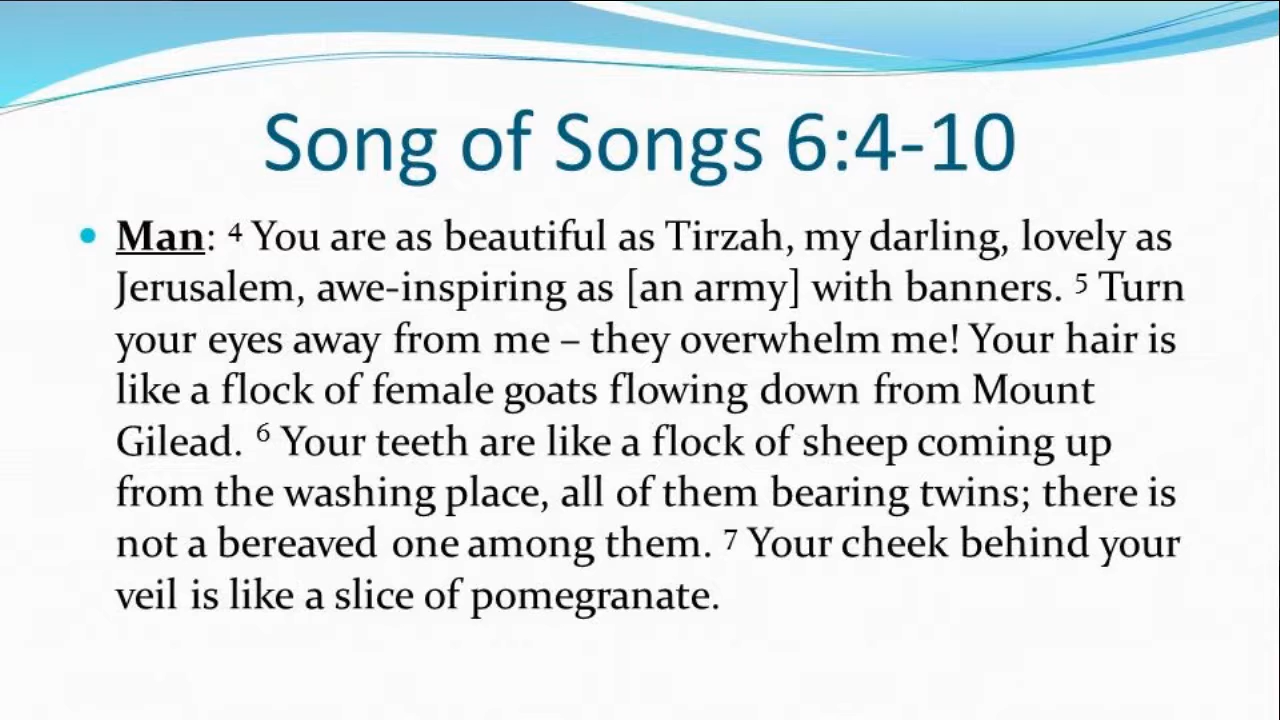 Song of Songs 6:4-10
• Man: ⁴ You are as beautiful as Tirzah, my darling, lovely as
Jerusalem, awe-inspiring as [an army] with banners. ⁵ Turn
your eyes away from me – they overwhelm me! Your hair is
like a flock of female goats flowing down from Mount
Gilead. ⁶ Your teeth are like a flock of sheep coming up
from the washing place, all of them bearing twins; there is
not a bereaved one among them. ⁷ Your cheek behind your
veil is like a slice of pomegranate.